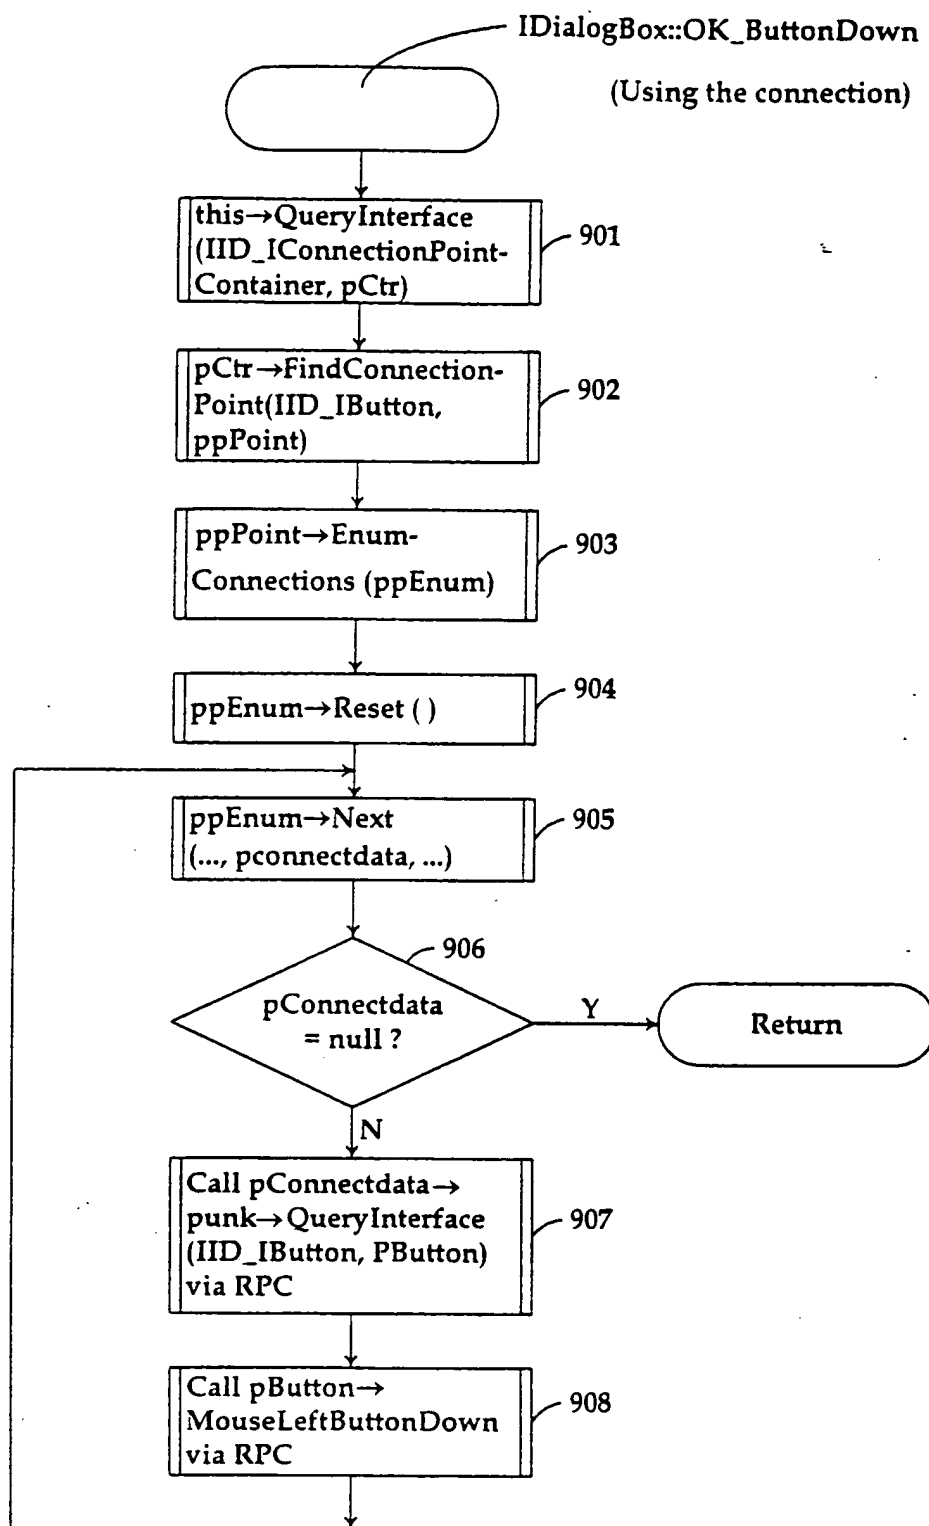 IDialogBox::OK_ButtonDown
(Using the connection)
this→QueryInterface
(IID_IConnectionPoint-
Container, pCtr)
901
pCtr→FindConnection-
Point(IID_IButton,
ppPoint)
902
ppPoint→Enum-
Connections (ppEnum)
903
ppEnum→Reset ( )
904
ppEnum→Next
(..., pconnectdata, ...)
905
906
pConnectdata
= null ?
Y
Return
N
Call pConnectdata→
punk→QueryInterface
(IID_IButton, PButton)
via RPC
907
Call pButton→
MouseLeftButtonDown
via RPC
908